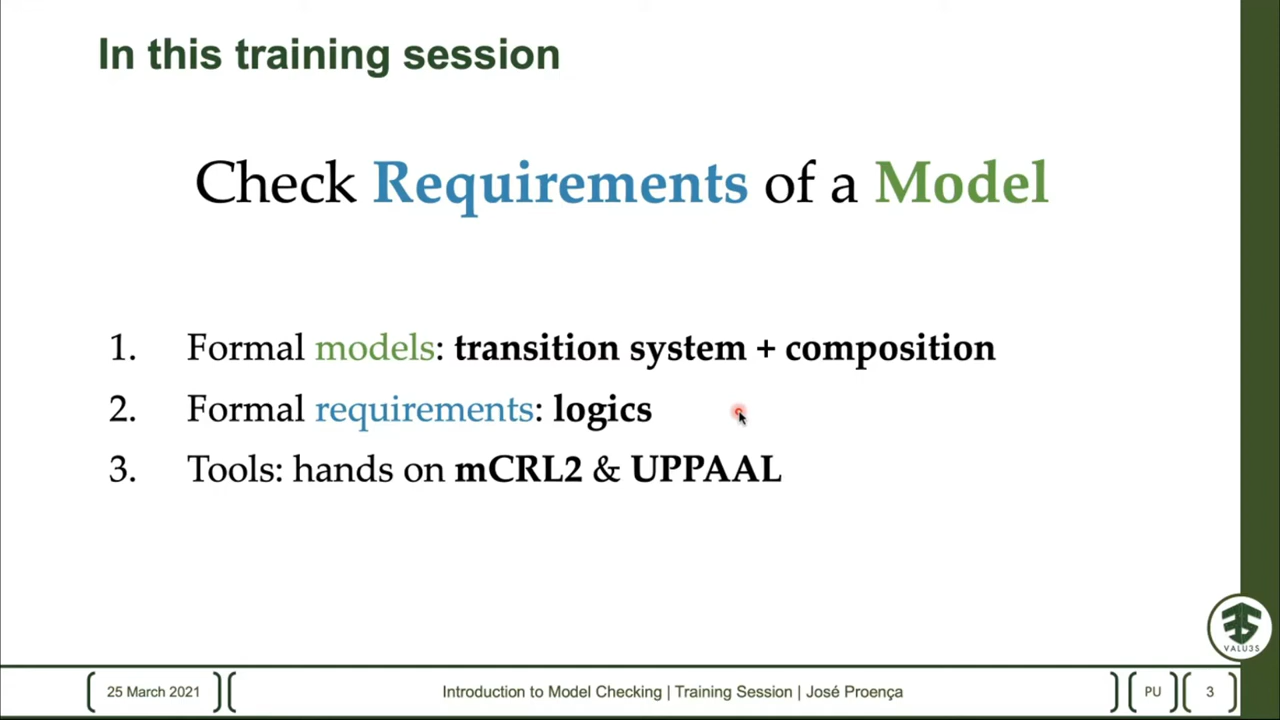 In this training session
Check Requirements of a Model
1. Formal models: transition system + composition
2. Formal requirements: logics
3. Tools: hands on mCRL2 & UPPAAL
VALU3S
25 March 2021
Introduction to Model Checking | Training Session | José Proença
PU
3